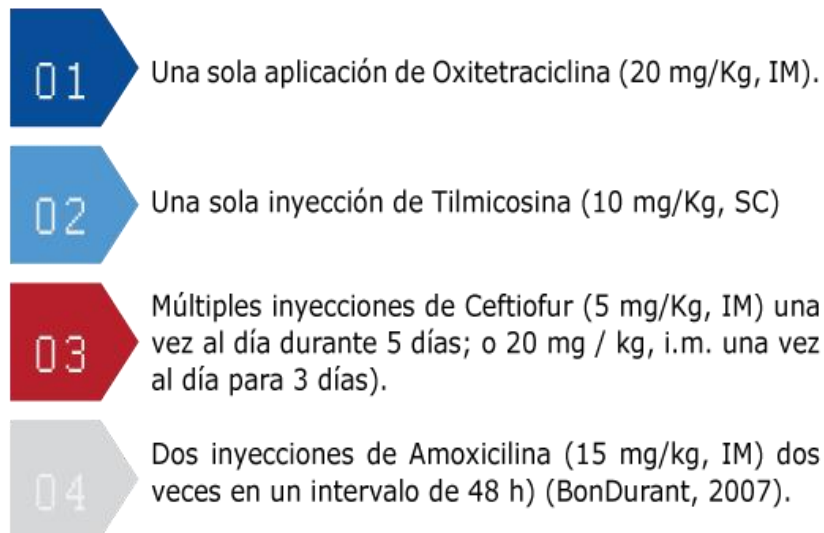 01
Una sola aplicación de Oxitetraciclina (20 mg/Kg, IM).
02
Una sola inyección de Tilmicosina (10 mg/Kg, SC)
03
Múltiples inyecciones de Ceftiofur (5 mg/Kg, IM) una
vez al día durante 5 días; o 20 mg / kg, i.m. una vez
al día para 3 días).
04
Dos inyecciones de Amoxicilina (15 mg/kg, IM) dos
veces en un intervalo de 48 h) (BonDurant, 2007).